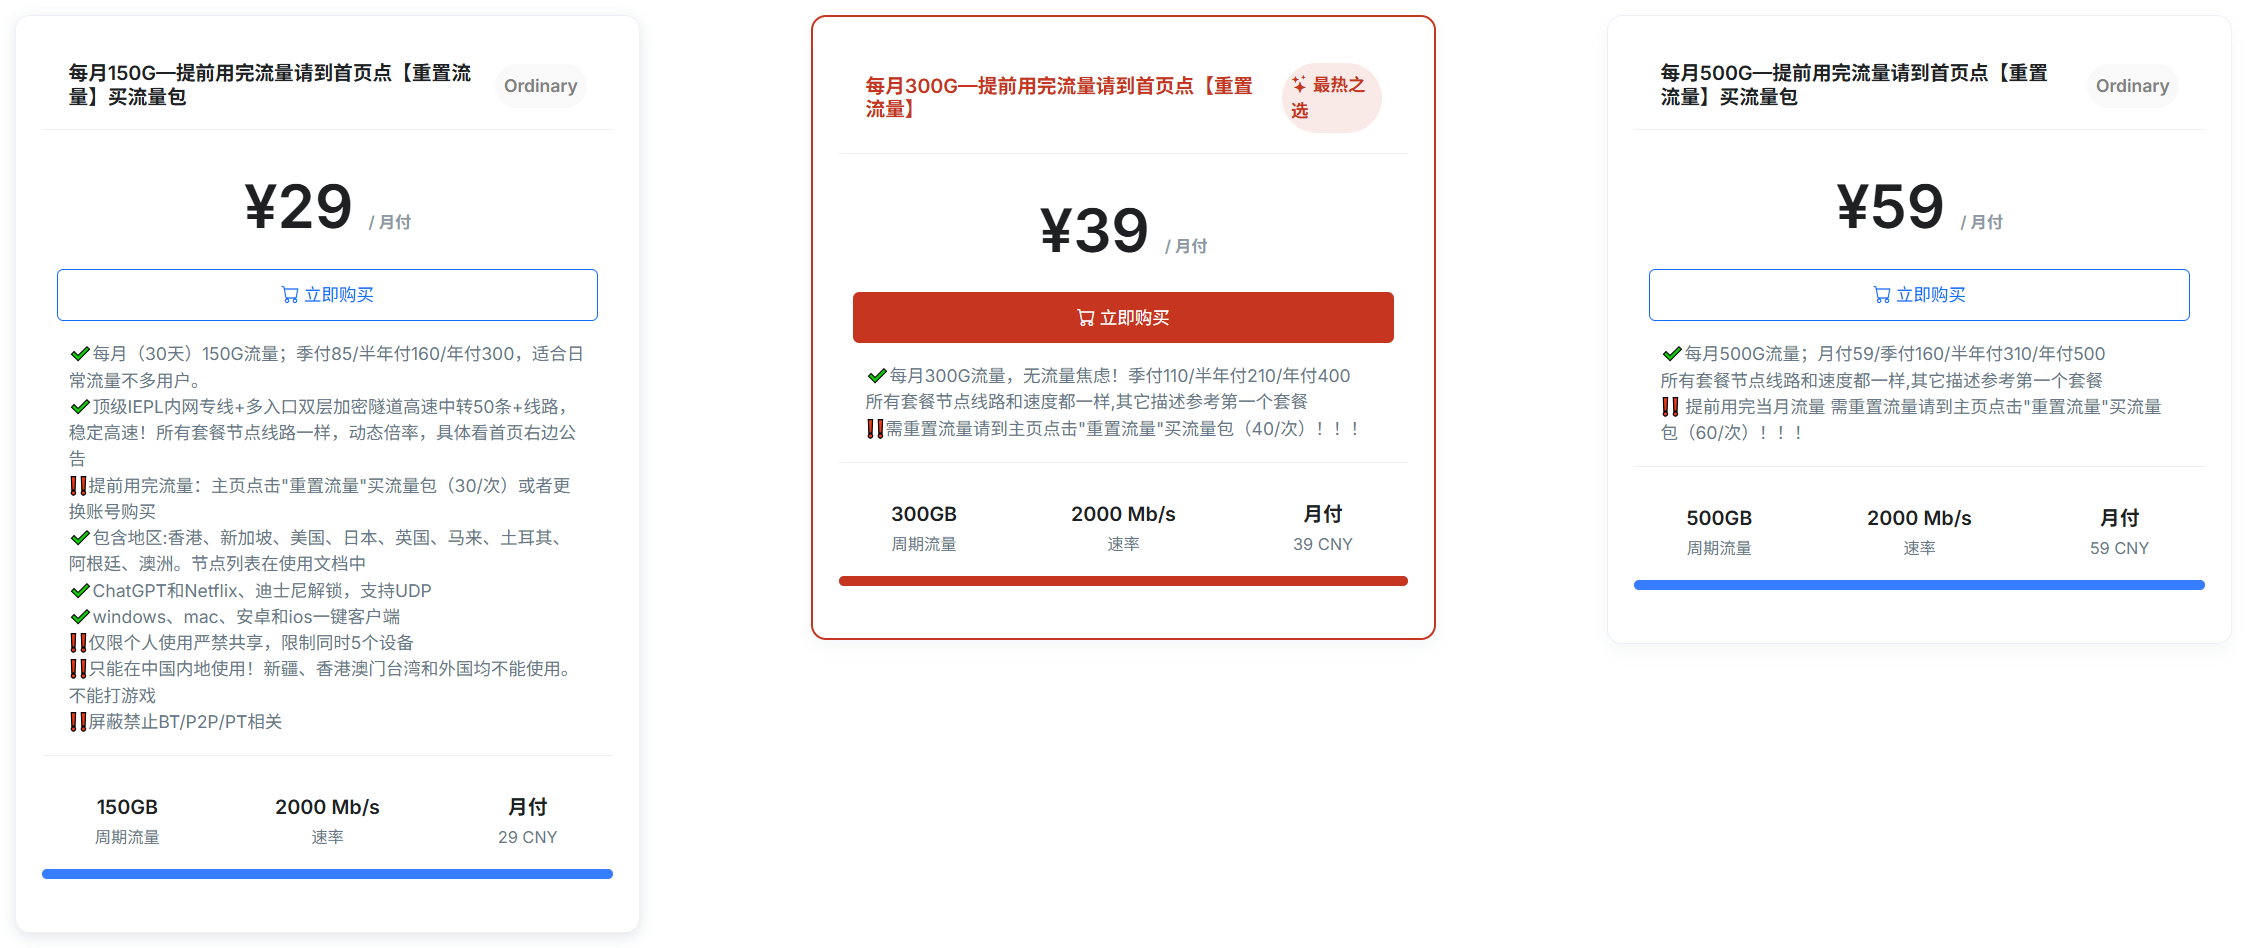 每月150G—提前用完流量请到首页点【重置流
量】买流量包
Ordinary
¥29 / 月付
立即购买
✔每月（30天）150G流量；季付85/半年付160/年付300，适合日
常流量不多用户。
✔顶级IEPL内网专线+多入口双层加密隧道高速中转50条+线路，
稳定高速！所有套餐节点线路一样，动态倍率，具体看首页右边公
告
‼提前用完流量：主页点击"重置流量"买流量包（30/次）或者更
换账号购买
✔包含地区:香港、新加坡、美国、日本、英国、马来、土耳其、
阿根廷、澳洲。节点列表在使用文档中
✔ChatGPT和Netflix、迪士尼解锁，支持UDP
✔windows、mac、安卓和ios一键客户端
‼仅限个人使用严禁共享，限制同时5个设备
‼只能在中国内地使用！新疆、香港澳门台湾和外国均不能使用。
不能打游戏
‼屏蔽禁止BT/P2P/PT相关
150GB 2000 Mb/s 月付
周期流量 速率 29 CNY
每月300G—提前用完流量请到首页点【重置
流量】
最热之
选
¥39 / 月付
立即购买
✔每月300G流量，无流量焦虑！季付110/半年付210/年付400
所有套餐节点线路和速度都一样,其它描述参考第一个套餐
‼需重置流量请到主页点击"重置流量"买流量包（40/次）！！！
300GB 2000 Mb/s 月付
周期流量 速率 39 CNY
每月500G—提前用完流量请到首页点【重置
流量】买流量包
Ordinary
¥59 / 月付
立即购买
✔每月500G流量；月付59/季付160/半年付310/年付500
所有套餐节点线路和速度都一样,其它描述参考第一个套餐
‼ 提前用完当月流量 需重置流量请到主页点击"重置流量"买流量
包（60/次）！！！
500GB 2000 Mb/s 月付
周期流量 速率 59 CNY